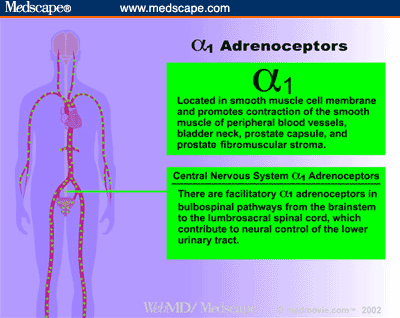 Medscape® www.medscape.com
α1 Adrenoceptors
α1
Located in smooth muscle cell membrane
and promotes contraction of the smooth
muscle of peripheral blood vessels,
bladder neck, prostate capsule, and
prostate fibromuscular stroma.
Central Nervous System α1 Adrenoceptors
There are facilitatory α1 adrenoceptors in
bulbospinal pathways from the brainstem
to the lumbrosacral spinal cord, which
contribute to neural control of the lower
urinary tract.
WebMD/Medscape © medmovie.com™ 2002